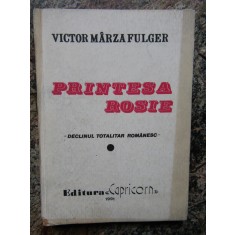 VICTOR MÂRZA FULGER
PRINTESA
ROSIE
-DECLINUL TOTALITAR ROMÂNESC-
Editura «Capricorn»